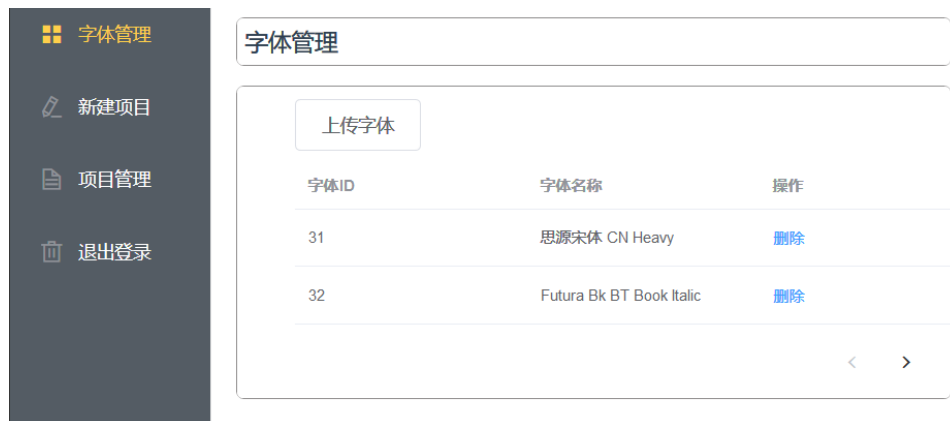 字体管理
新建项目
项目管理
退出登录
字体管理
上传字体
字体ID 字体名称 操作
31 思源宋体 CN Heavy 删除
32 Futura Bk BT Book Italic 删除